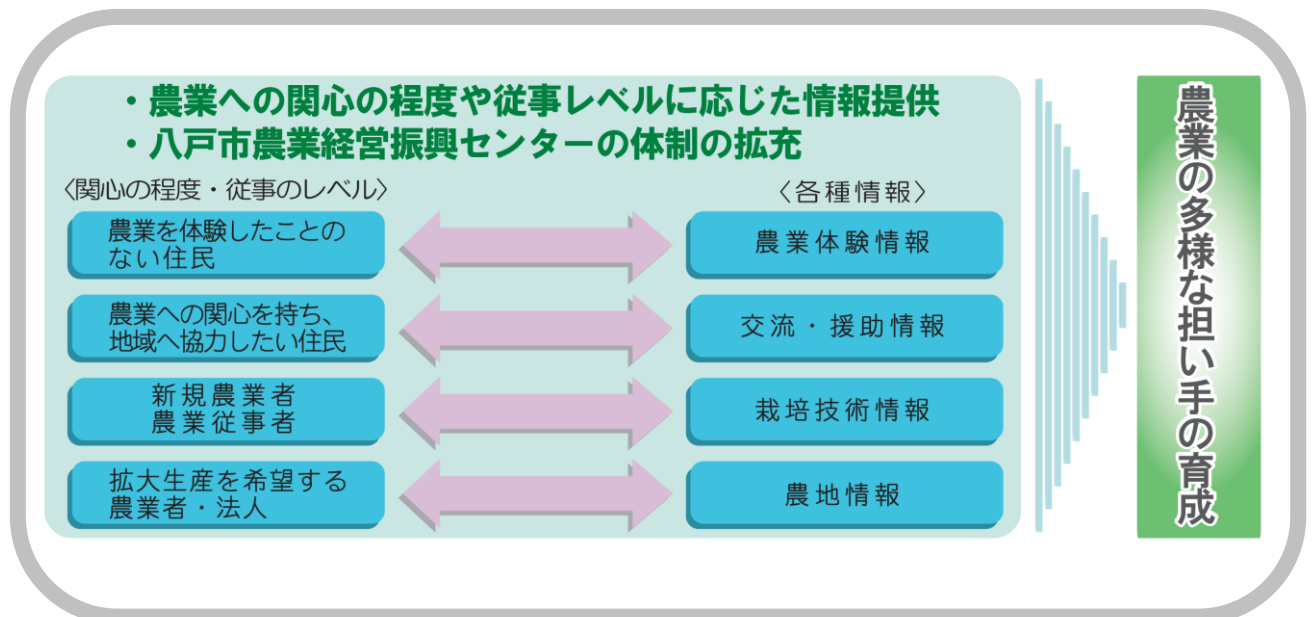 ・農業への関心の程度や従事レベルに応じた情報提供
・八戸市農業経営振興センターの体制の拡充
〈関心の程度・従事のレベル〉
〈各種情報〉
農業を体験したことの
ない住民
農業体験情報
農業への関心を持ち、
地域へ協力したい住民
交流・援助情報
新規農業者
農業従事者
栽培技術情報
拡大生産を希望する
農業者・法人
農地情報
農業の多様な担い手の育成